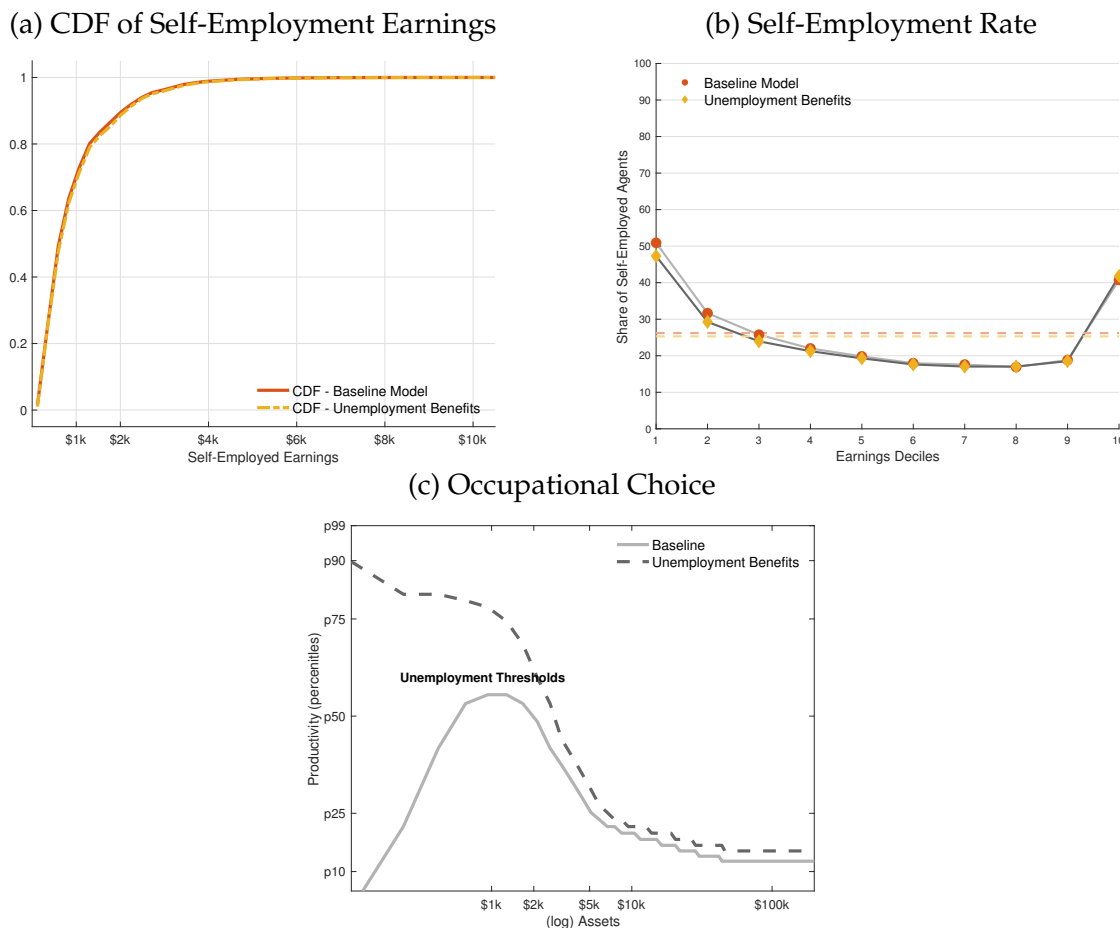 (a) CDF of Self-Employment Earnings
1
0.8
0.6
0.4
0.2
0
CDF - Baseline Model
CDF - Unemployment Benefits
$1k $2k $4k $6k $8k $10k
Self-Employed Earnings
(b) Self-Employment Rate
100
90
80
70
60
50
40
30
20
10
0
Share of Self-Employed Agents
Baseline Model
Unemployment Benefits
1 2 3 4 5 6 7 8 9 10
Earnings Deciles
(c) Occupational Choice
p99
p90
p75
p50
p25
p10
Productivity (percenitles)
Baseline
Unemployment Benefits
Unemployment Thresholds
$1k $2k $5k $10k $100k
(log) Assets